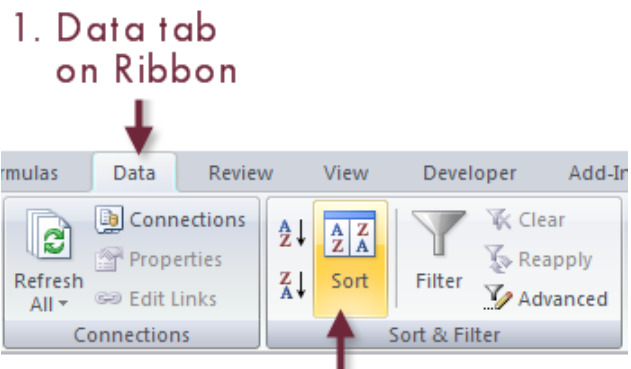 1. Data tab
on Ribbon
rmulas Data Review View Developer Add-In
Connections
Properties
Edit Links
Refresh
All
A
Z
Z
A
A Z
Z A
Sort
Filter
Clear
Reapply
Advanced
Connections
Sort & Filter